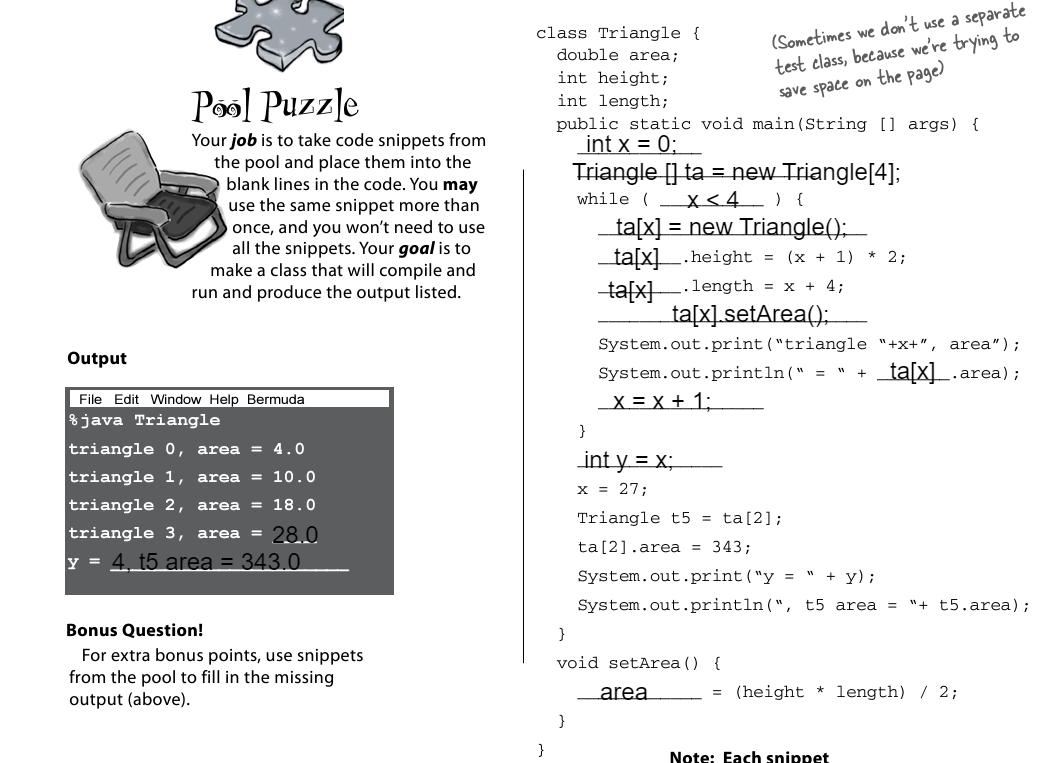 Pool Puzzle
Your job is to take code snippets from
the pool and place them into the
blank lines in the code. You may
use the same snippet more than
once, and you won't need to use
all the snippets. Your goal is to
make a class that will compile and
run and produce the output listed.
Output
File Edit Window Help Bermuda
%java Triangle
triangle 0, area = 4.0
triangle 1, area = 10.0
triangle 2, area = 18.0
triangle 3, area = 28.0
y = 4, t5 area = 343.0
Bonus Question!
For extra bonus points, use snippets
from the pool to fill in the missing
output (above).
(Sometimes we don't use a separate
test class, because we're trying to
save space on the page)
class Triangle {
double area;
int height;
int length;
public static void main(String [] args) {
int x = 0;
Triangle [] ta = new Triangle[4];
while ( x < 4 ) {
ta[x] = new Triangle();
ta[x].height = (x + 1) * 2;
ta[x].length = x + 4;
ta[x].setArea();
System.out.print(“triangle “+x+”, area”);
System.out.println(“ = “ + ta[x].area);
x = x + 1;
}
int y = x;
x = 27;
Triangle t5 = ta[2];
ta[2].area = 343;
System.out.print(“y = “ + y);
System.out.println(“, t5 area = “+ t5.area);
}
void setArea() {
area = (height * length) / 2;
}
}
Note: Each snippet